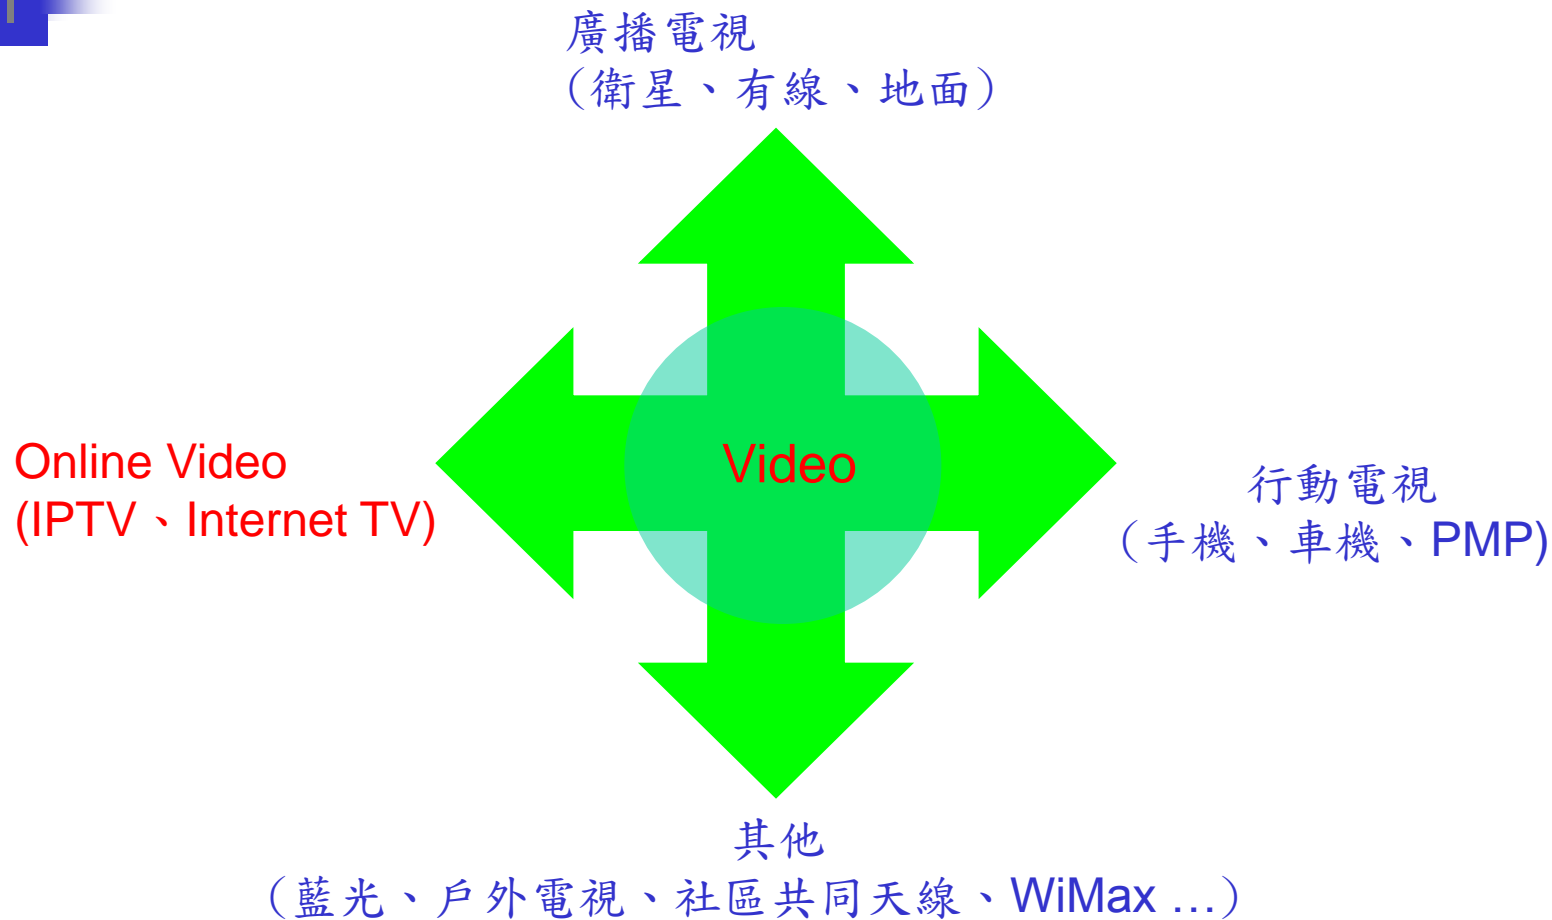 廣播電視
（衛星、有線、地面）
Online Video
(IPTV、Internet TV)
Video
行動電視
（手機、車機、PMP)
其他
（藍光、戶外電視、社區共同天線、WiMax …）